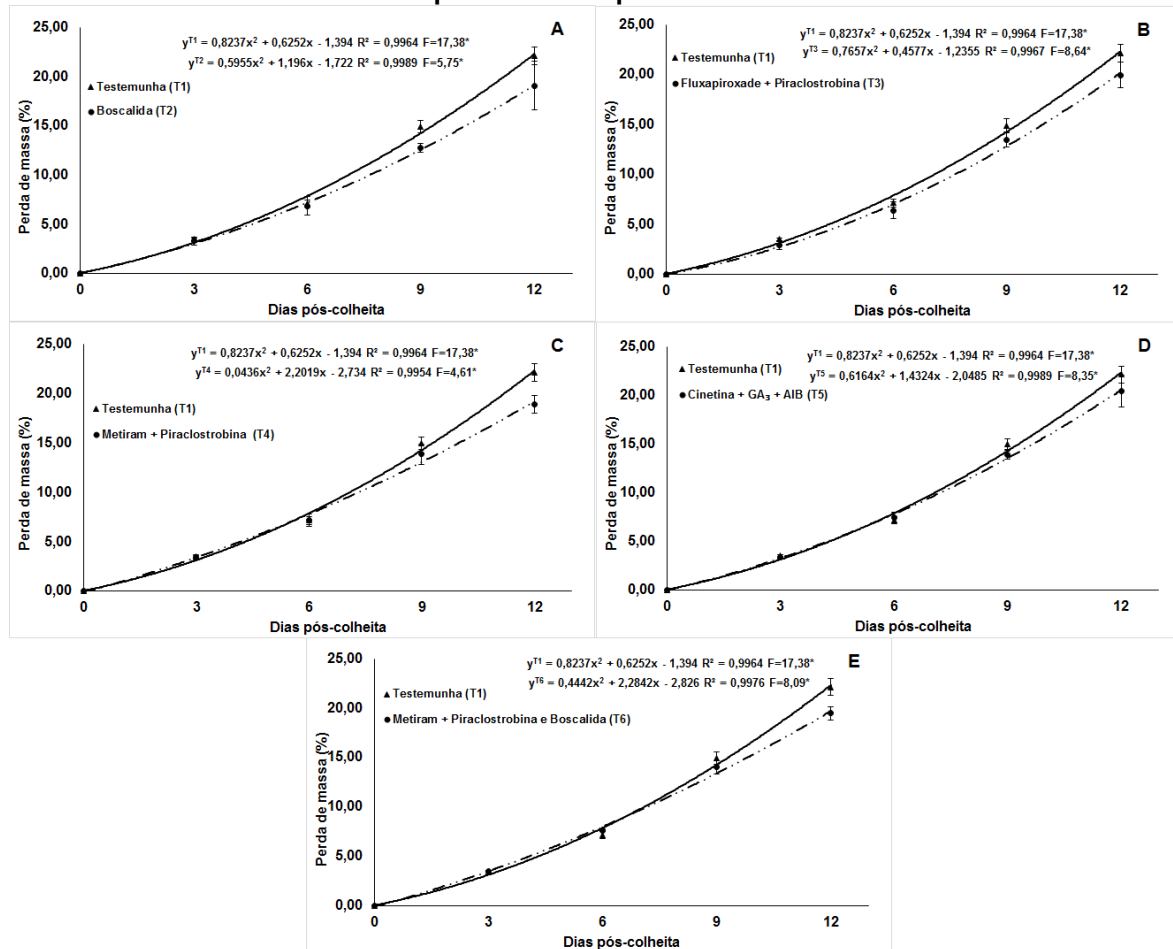 A
yT1 = 0,8237x² + 0,6252x - 1,394 R² = 0,9964 F=17,38*
yT2 = 0,5955x² + 1,196x - 1,722 R² = 0,9989 F=5,75*
Testemunha (T1)
Boscalida (T2)
Perda de massa (%)
25,00
20,00
15,00
10,00
5,00
0,00
0 3 6 9 12
Dias pós-colheita
B
yT1 = 0,8237x² + 0,6252x - 1,394 R² = 0,9964 F=17,38*
yT3 = 0,7657x² + 0,4577x - 1,2355 R² = 0,9967 F=8,64*
Testemunha (T1)
Fluxapiroxade + Piraclostrobina (T3)
Perda de massa (%)
25,00
20,00
15,00
10,00
5,00
0,00
0 3 6 9 12
Dias pós-colheita
C
yT1 = 0,8237x² + 0,6252x - 1,394 R² = 0,9964 F=17,38*
yT4 = 0,0436x² + 2,2019x - 2,734 R² = 0,9954 F=4,61*
Testemunha (T1)
Metiram + Piraclostrobina (T4)
Perda de massa (%)
25,00
20,00
15,00
10,00
5,00
0,00
0 3 6 9 12
Dias pós-colheita
D
yT1 = 0,8237x² + 0,6252x - 1,394 R² = 0,9964 F=17,38*
yT5 = 0,6164x² + 1,4324x - 2,0485 R² = 0,9989 F=8,35*
Testemunha (T1)
Cinetina + GA₃ + AIB (T5)
Perda de massa (%)
25,00
20,00
15,00
10,00
5,00
0,00
0 3 6 9 12
Dias pós-colheita
E
yT1 = 0,8237x² + 0,6252x - 1,394 R² = 0,9964 F=17,38*
yT6 = 0,4442x² + 2,2842x - 2,826 R² = 0,9976 F=8,09*
Testemunha (T1)
Metiram + Piraclostrobina e Boscalida (T6)
Perda de massa (%)
25,00
20,00
15,00
10,00
5,00
0,00
0 3 6 9 12
Dias pós-colheita